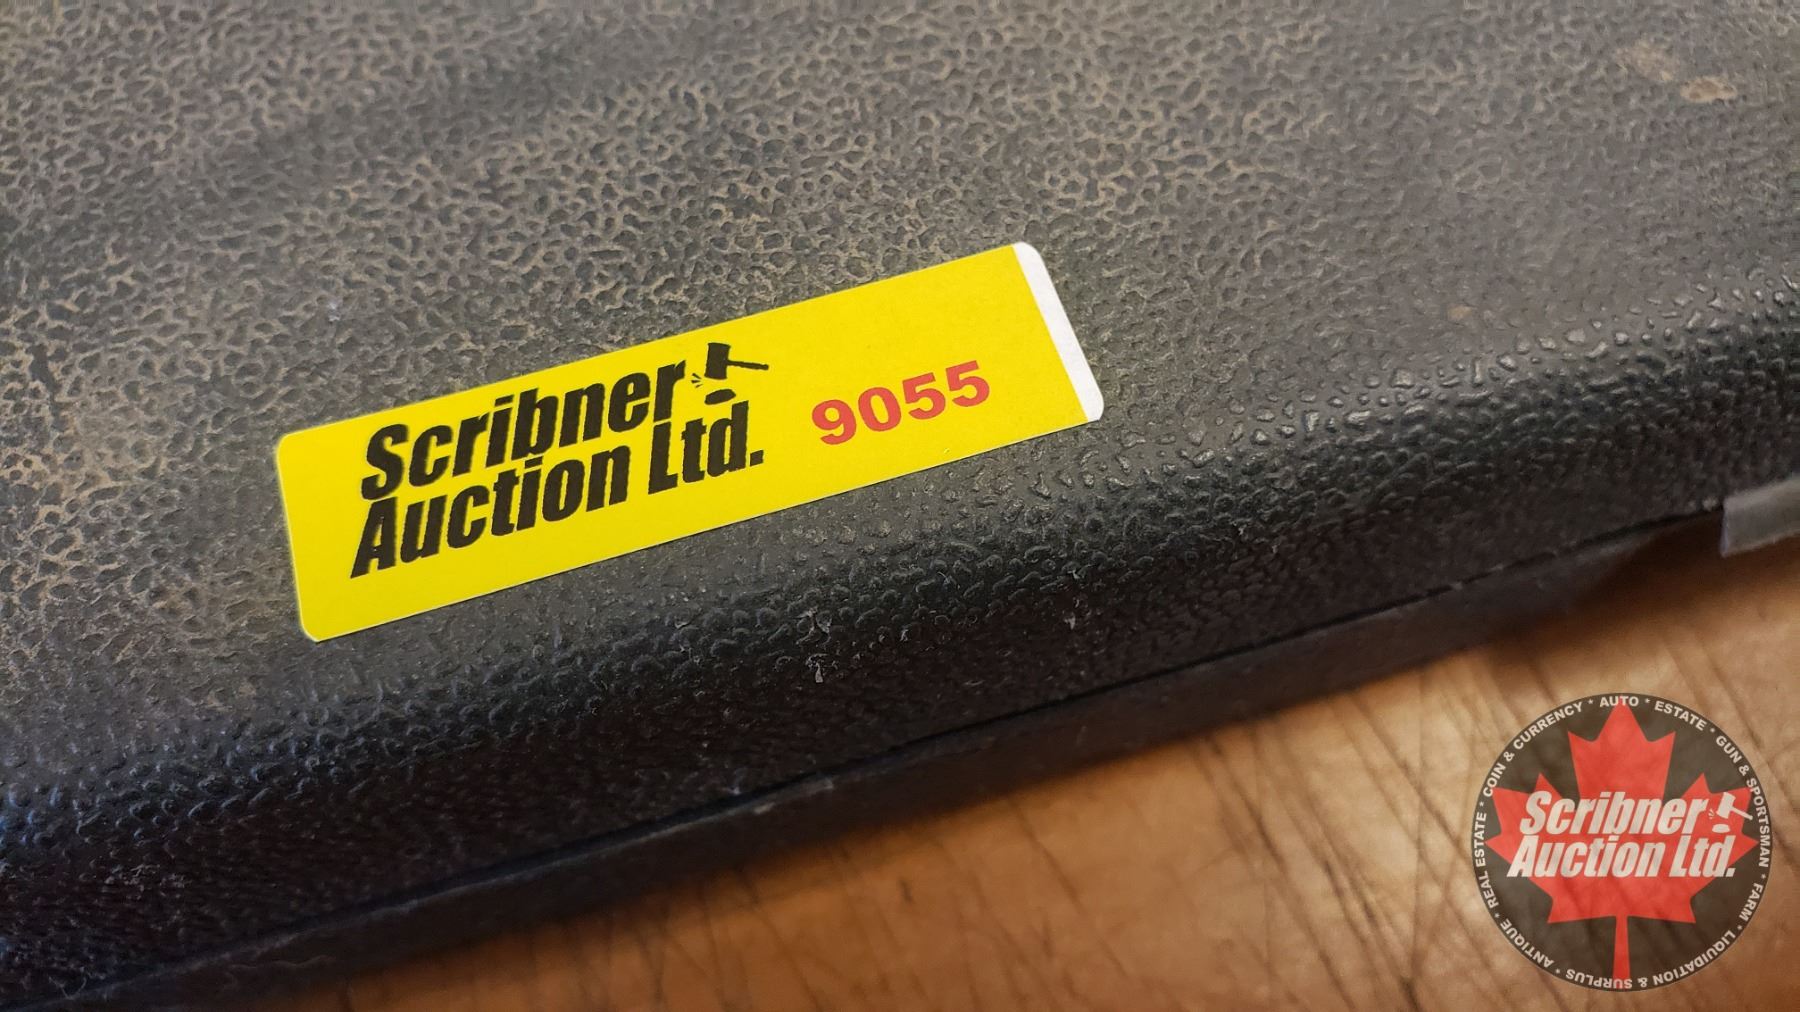 Scribner
Auction Ltd.
9055
REAL ESTATE * COIN & CURRENCY * AUTO * ESTATE * GUN & SPORTSMAN * FARM * LIQUIDATION & SURPLUS * ANTIQUE *
Scribner
Auction Ltd.